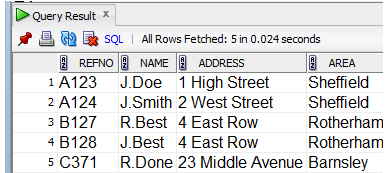 Query Result x
SQL | All Rows Fetched: 5 in 0.024 seconds
REFNO NAME ADDRESS AREA
1 A123 J.Doe 1 High Street Sheffield
2 A124 J.Smith 2 West Street Sheffield
3 B127 R.Best 4 East Row Rotherham
4 B128 J.Best 4 East Row Rotherham
5 C371 R.Done 23 Middle Avenue Barnsley